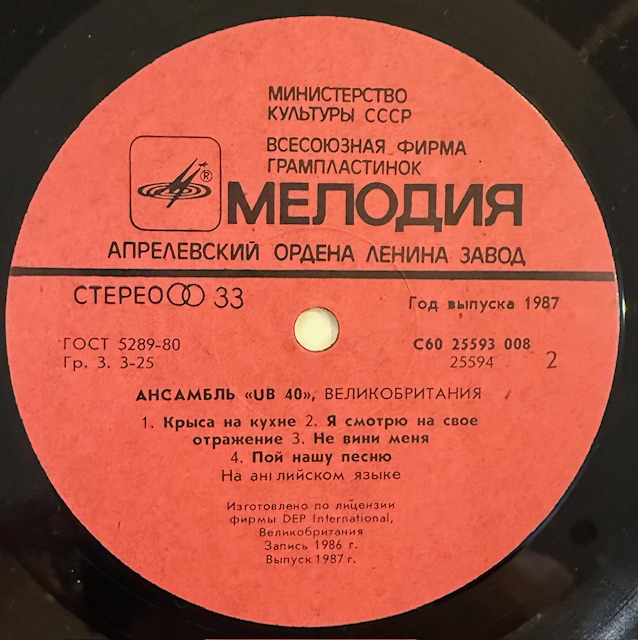 МИНИСТЕРСТВО
КУЛЬТУРЫ СССР
ВСЕСОЮЗНАЯ ФИРМА
ГРАМПЛАСТИНОК
®
МЕЛОДИЯ
АПРЕЛЕВСКИЙ ОРДЕНА ЛЕНИНА ЗАВОД
СТЕРЕО 33
Год выпуска 1987
ГОСТ 5289-80
Гр. 3. 3-25
С60 25593 008
25594
2
АНСАМБЛЬ «UB 40», ВЕЛИКОБРИТАНИЯ
1. Крыса на кухне 2. Я смотрю на свое
отражение 3. Не вини меня
4. Пой нашу песню
На английском языке
Изготовлено по лицензии
фирмы DEP International,
Великобритания
Запись 1986 г.
Выпуск 1987 г.